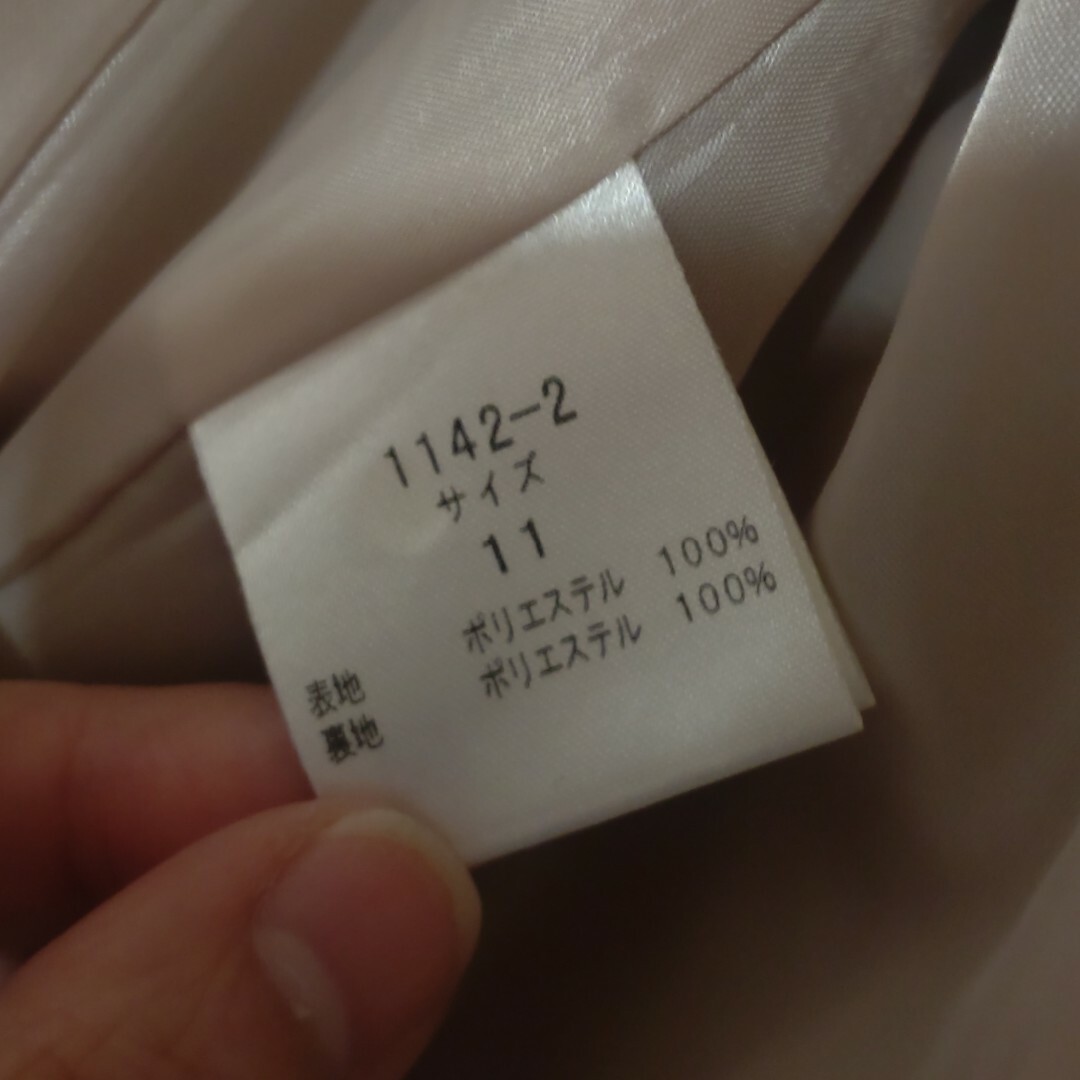 1142-2
サイズ
11
表地 ポリエステル 100%
裏地 ポリエステル 100%